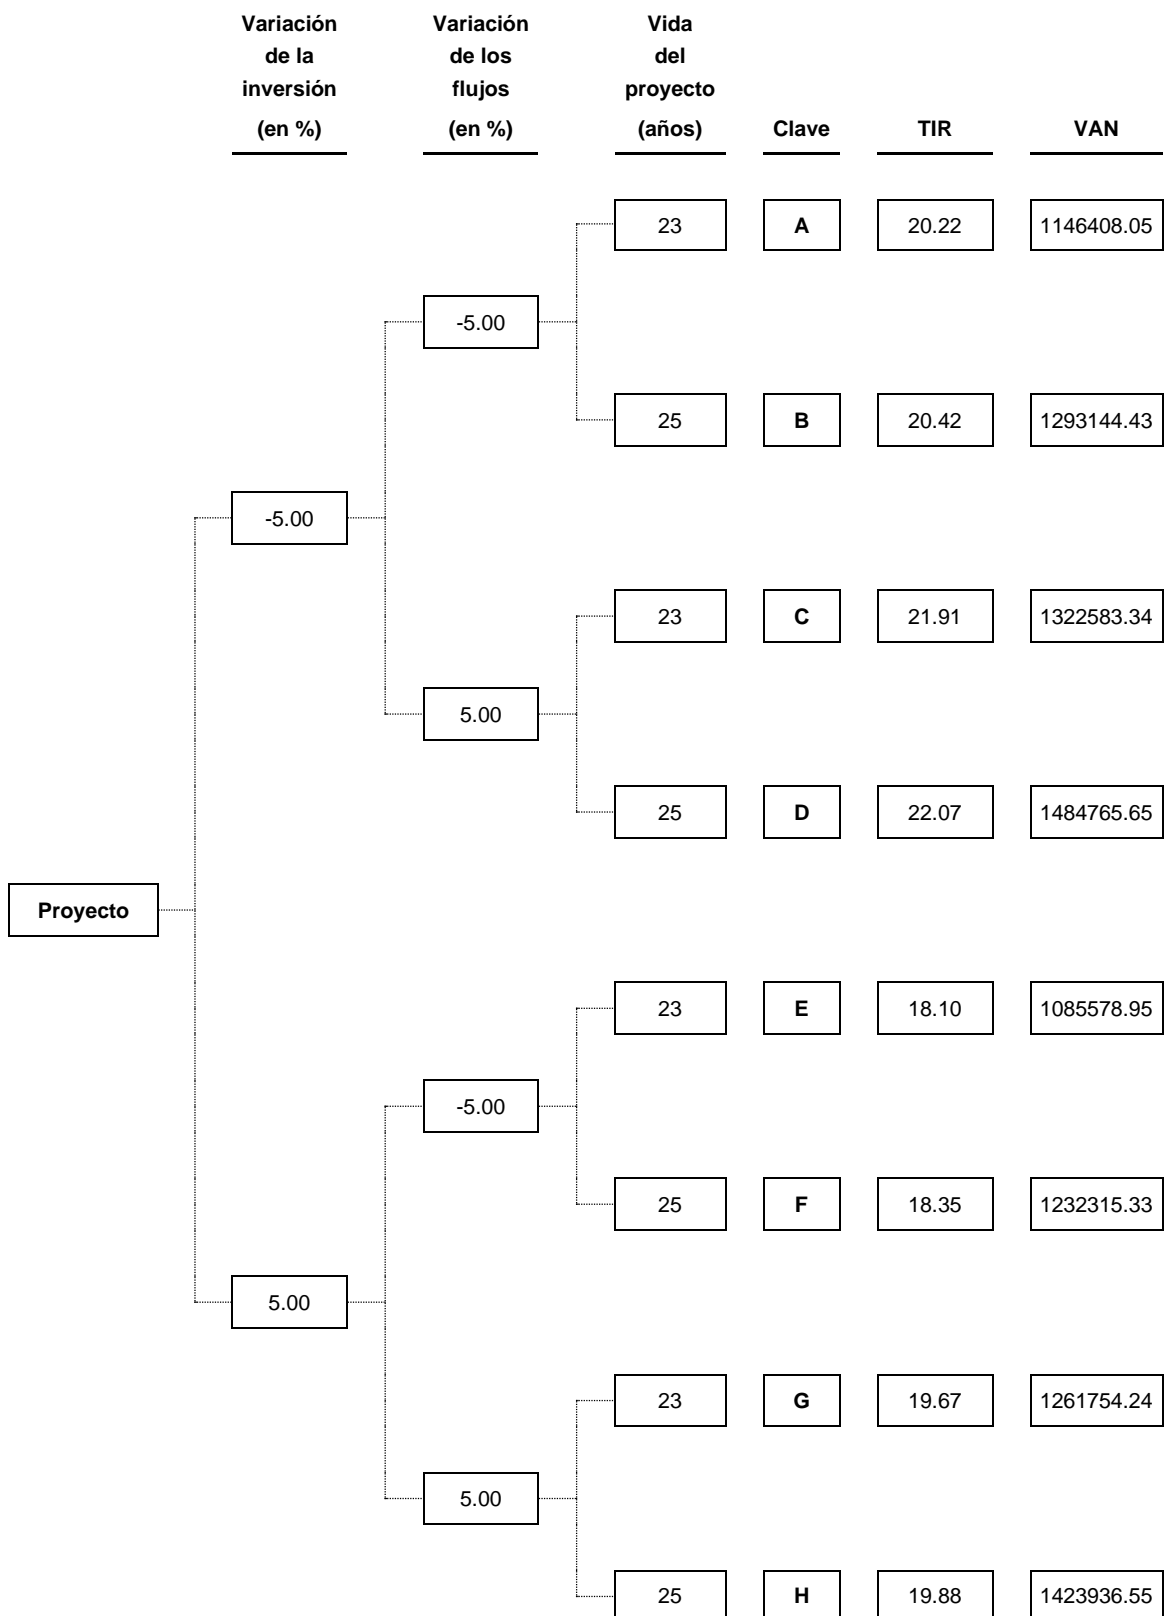 Variación Variación Vida
de la de los del
inversión flujos proyecto
(en %) (en %) (años) Clave TIR VAN
23 A 20.22 1146408.05
-5.00
25 B 20.42 1293144.43
-5.00
23 C 21.91 1322583.34
5.00
25 D 22.07 1484765.65
Proyecto
23 E 18.10 1085578.95
-5.00
25 F 18.35 1232315.33
5.00
23 G 19.67 1261754.24
5.00
25 H 19.88 1423936.55